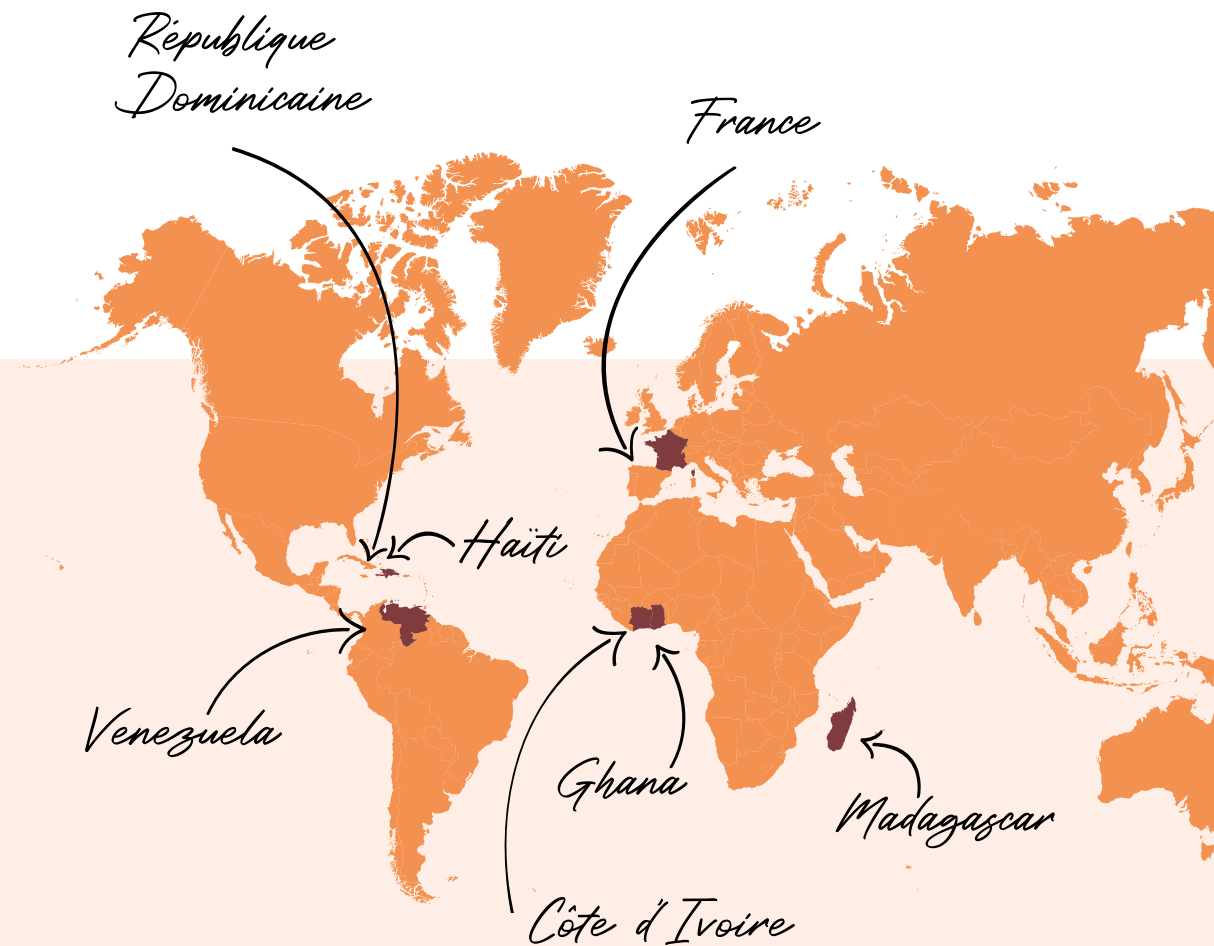 République
Dominicaine
France
Haïti
Venezuela
Ghana
Madagascar
Côte d'Ivoire